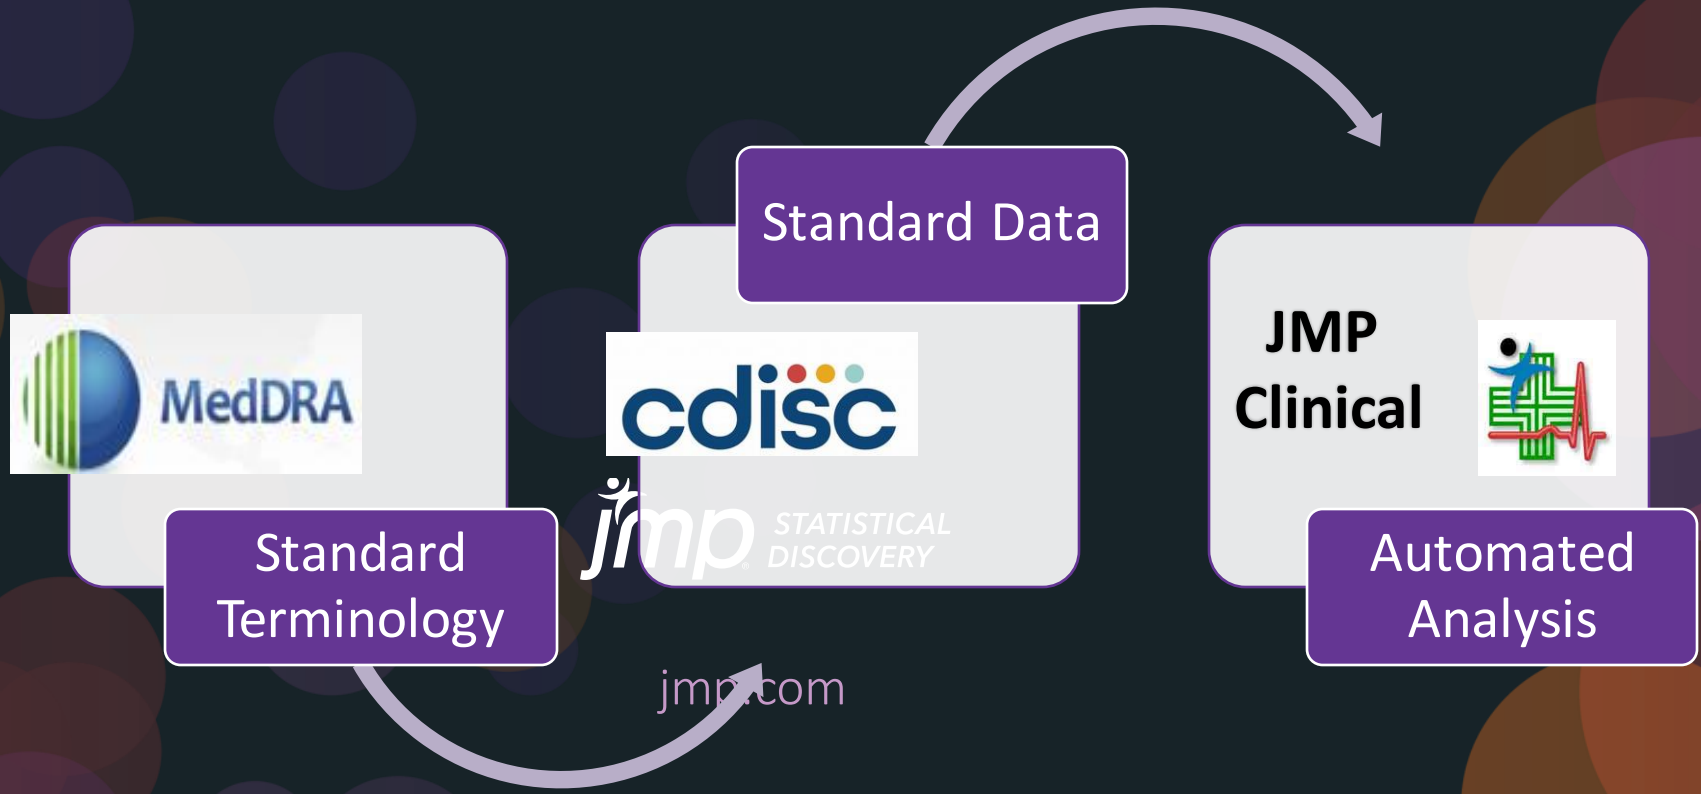 MedDRA
Standard
Terminology
Standard Data
cdisc
jmp
STATISTICAL
DISCOVERY
jmp.com
JMP
Clinical
Automated
Analysis